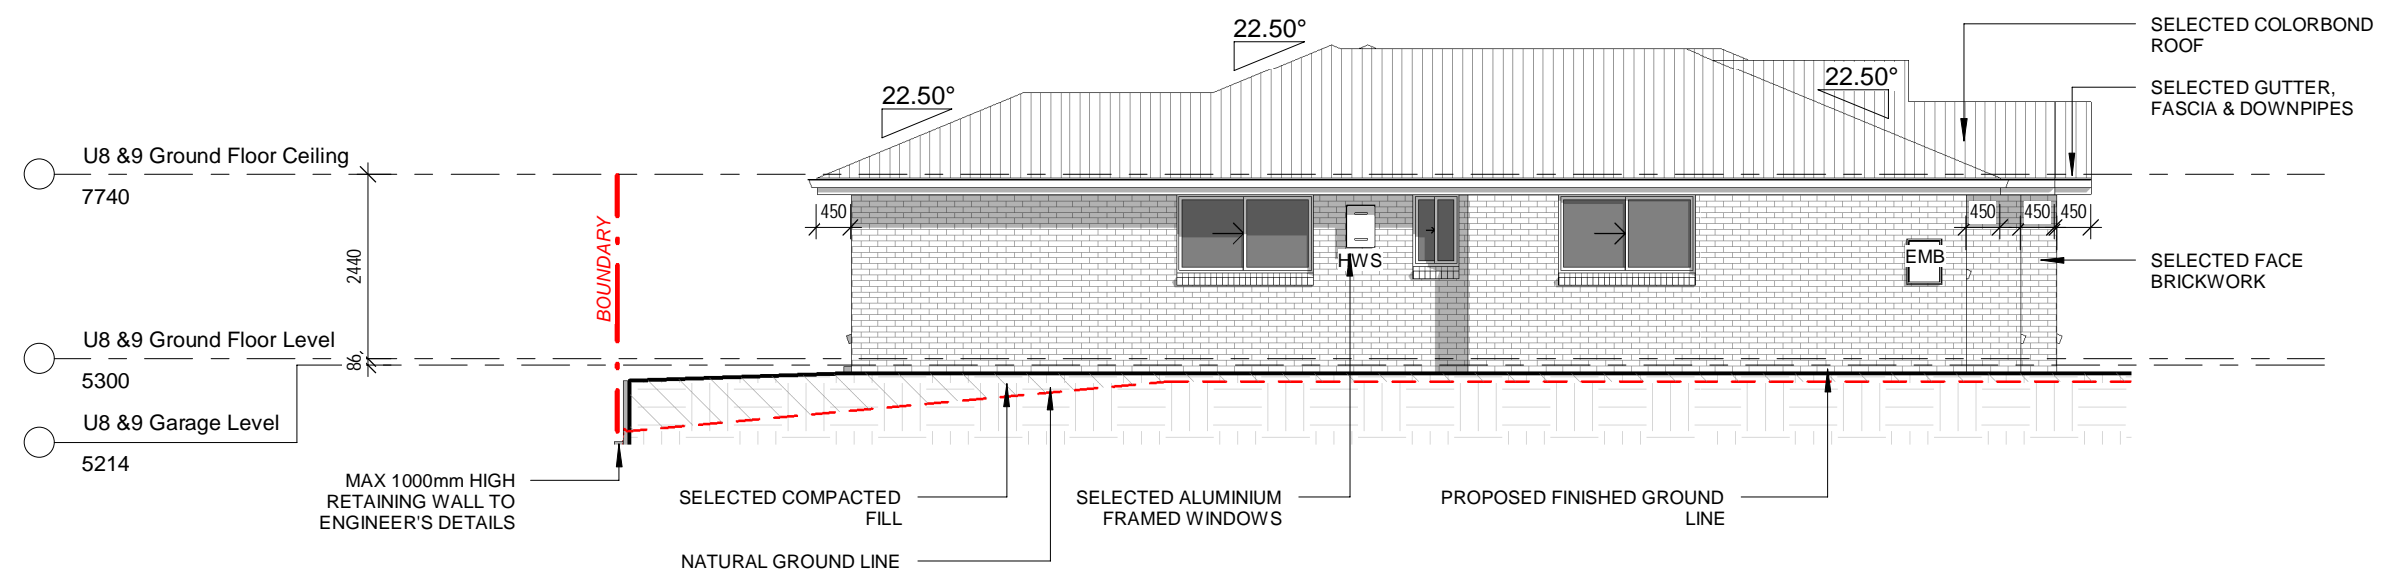 22.50°
22.50°
22.50°
SELECTED COLORBOND
ROOF
SELECTED GUTTER,
FASCIA & DOWNPIPES
U8 &9 Ground Floor Ceiling
7740
2440
BOUNDARY
450
HWS
EMB
450
450
450
SELECTED FACE
BRICKWORK
U8 &9 Ground Floor Level
5300
86
U8 &9 Garage Level
5214
MAX 1000mm HIGH
RETAINING WALL TO
ENGINEER'S DETAILS
SELECTED COMPACTED
FILL
NATURAL GROUND LINE
SELECTED ALUMINIUM
FRAMED WINDOWS
PROPOSED FINISHED GROUND
LINE